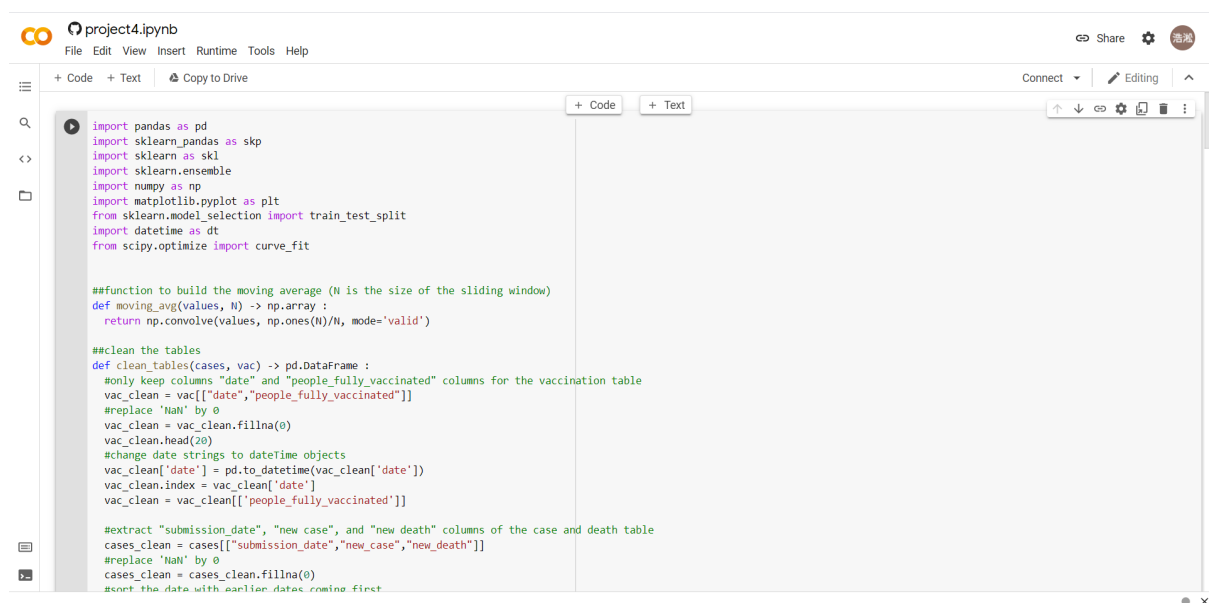 project4.ipynb
File Edit View Insert Runtime Tools Help
Share
浩淞
+ Code + Text Copy to Drive
Connect
Editing
+ Code + Text
import pandas as pd
import sklearn_pandas as skp
import sklearn as skl
import sklearn.ensemble
import numpy as np
import matplotlib.pyplot as plt
from sklearn.model_selection import train_test_split
import datetime as dt
from scipy.optimize import curve_fit
##function to build the moving average (N is the size of the sliding window)
def moving_avg(values, N) -> np.array :
return np.convolve(values, np.ones(N)/N, mode='valid')
##clean the tables
def clean_tables(cases, vac) -> pd.DataFrame :
#only keep columns "date" and "people_fully_vaccinated" columns for the vaccination table
vac_clean = vac[["date","people_fully_vaccinated"]]
#replace 'NaN' by 0
vac_clean = vac_clean.fillna(0)
vac_clean.head(20)
#change date strings to dateTime objects
vac_clean['date'] = pd.to_datetime(vac_clean['date'])
vac_clean.index = vac_clean['date']
vac_clean = vac_clean[['people_fully_vaccinated']]
#extract "submission_date", "new case", and "new death" columns of the case and death table
cases_clean = cases[["submission_date","new_case","new_death"]]
#replace 'NaN' by 0
cases_clean = cases_clean.fillna(0)
#sort the date with earlier dates coming first